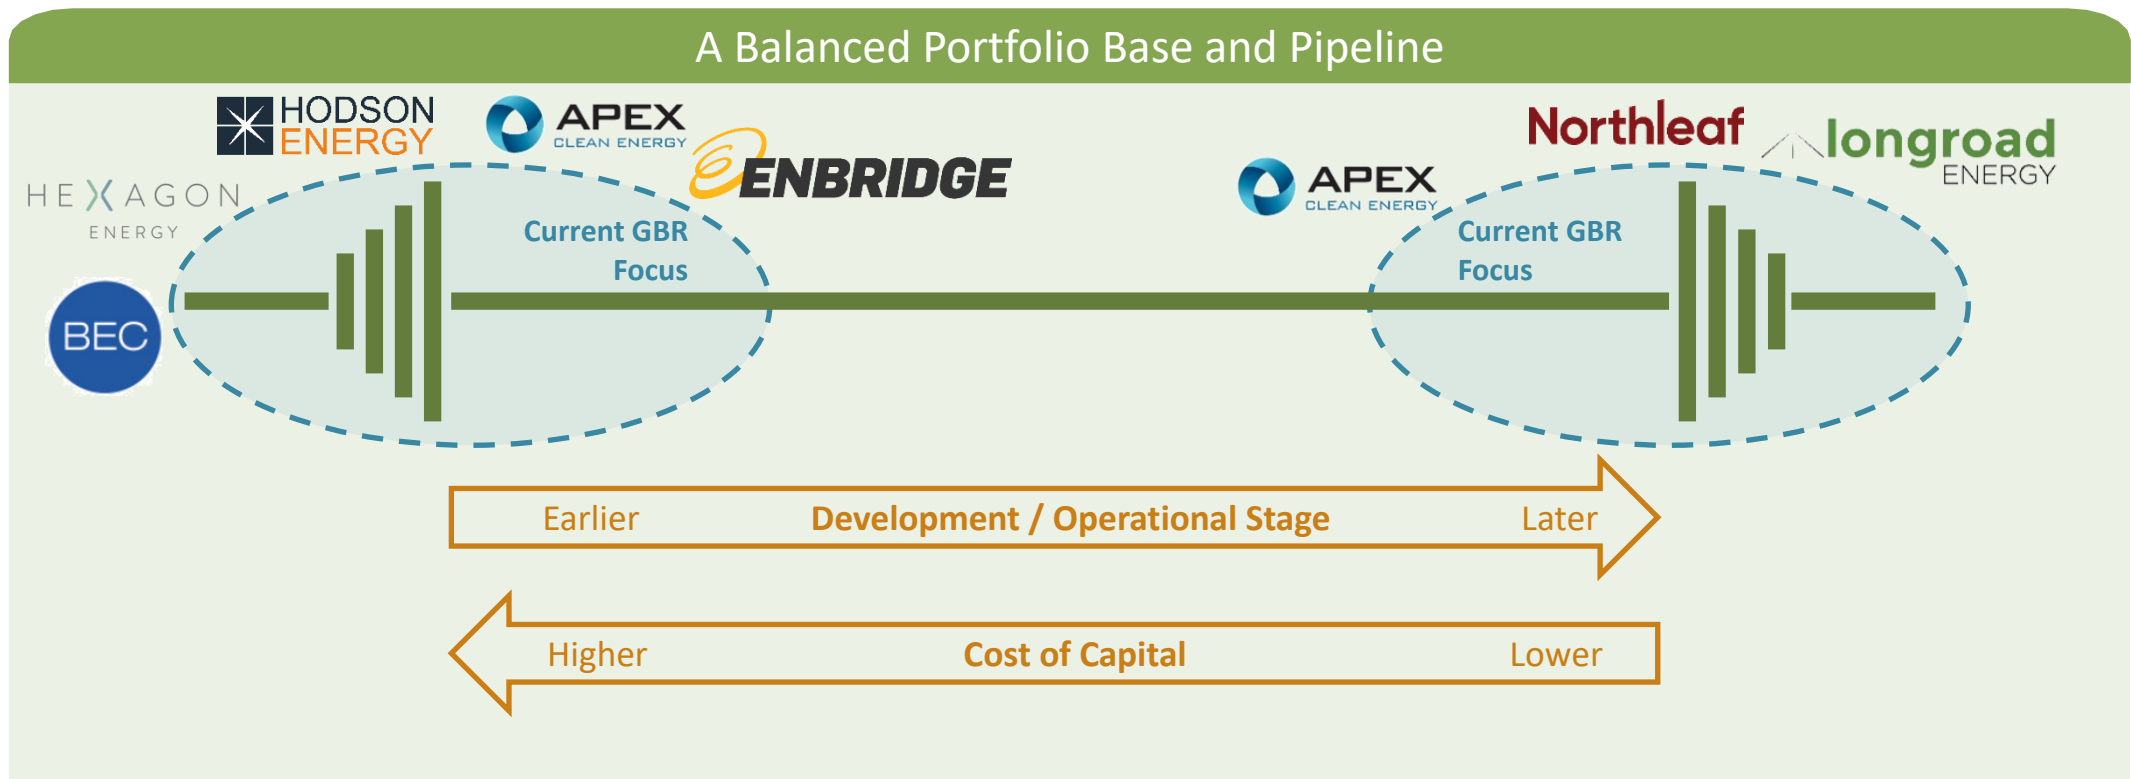 A Balanced Portfolio Base and Pipeline
HODSON
ENERGY
APEX
CLEAN ENERGY
ENBRIDGE
Northleaf
longroad
ENERGY
APEX
CLEAN ENERGY
HEXAGON
ENERGY
BEC
Current GBR
Focus
Current GBR
Focus
Earlier Development / Operational Stage Later
Higher Cost of Capital Lower